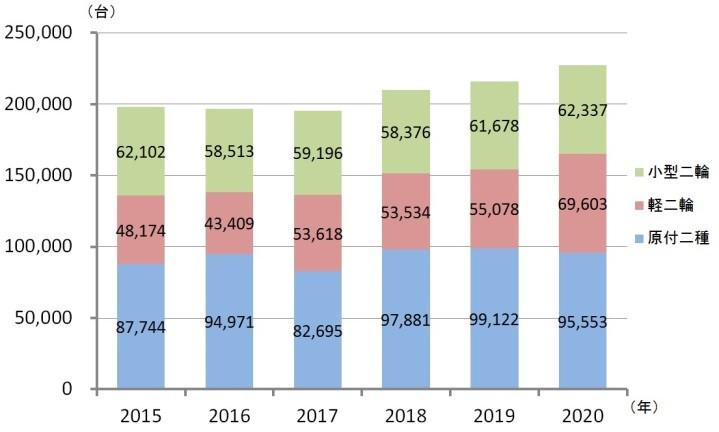 （台）
250,000
200,000
150,000
100,000
50,000
0
62,102 58,513 59,196 58,376 61,678 62,337
48,174 43,409 53,618 53,534 55,078 69,603
87,744 94,971 82,695 97,881 99,122 95,553
小型二輪
軽二輪
原付二種
2015 2016 2017 2018 2019 2020 （年）